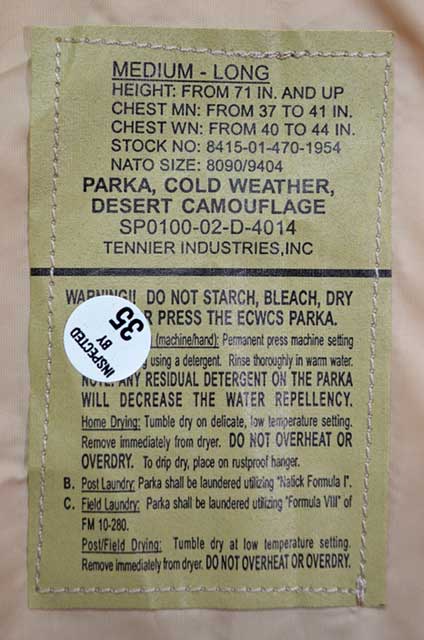 MEDIUM - LONG
HEIGHT: FROM 71 IN. AND UP
CHEST MN: FROM 37 TO 41 IN.
CHEST WN: FROM 40 TO 44 IN.
STOCK NO: 8415-01-470-1954
NATO SIZE: 8090/9404
PARKA, COLD WEATHER,
DESERT CAMOUFLAGE
SP0100-02-D-4014
TENNIER INDUSTRIES,INC
WARNING!! DO NOT STARCH, BLEACH, DRY
R PRESS THE ECWCS PARKA.
(machine/hand): Permanent press machine setting
using a detergent. Rinse thoroughly in warm water.
NOTE: ANY RESIDUAL DETERGENT ON THE PARKA
WILL DECREASE THE WATER REPELLENCY.
Home Drying: Tumble dry on delicate, low temperature setting.
Remove immediately from dryer. DO NOT OVERHEAT OR
OVERDRY. To drip dry, place on rustproof hanger.
B. Post Laundry: Parka shall be laundered utilizing "Natick Formula I".
C. Field Laundry: Parka shall be laundered utilizing "Formula VIII" of
FM 10-280.
Post/Field Drying: Tumble dry at low temperature setting.
Remove immediately from dryer. DO NOT OVERHEAT OR OVERDRY.
INSPECTED
BY
35